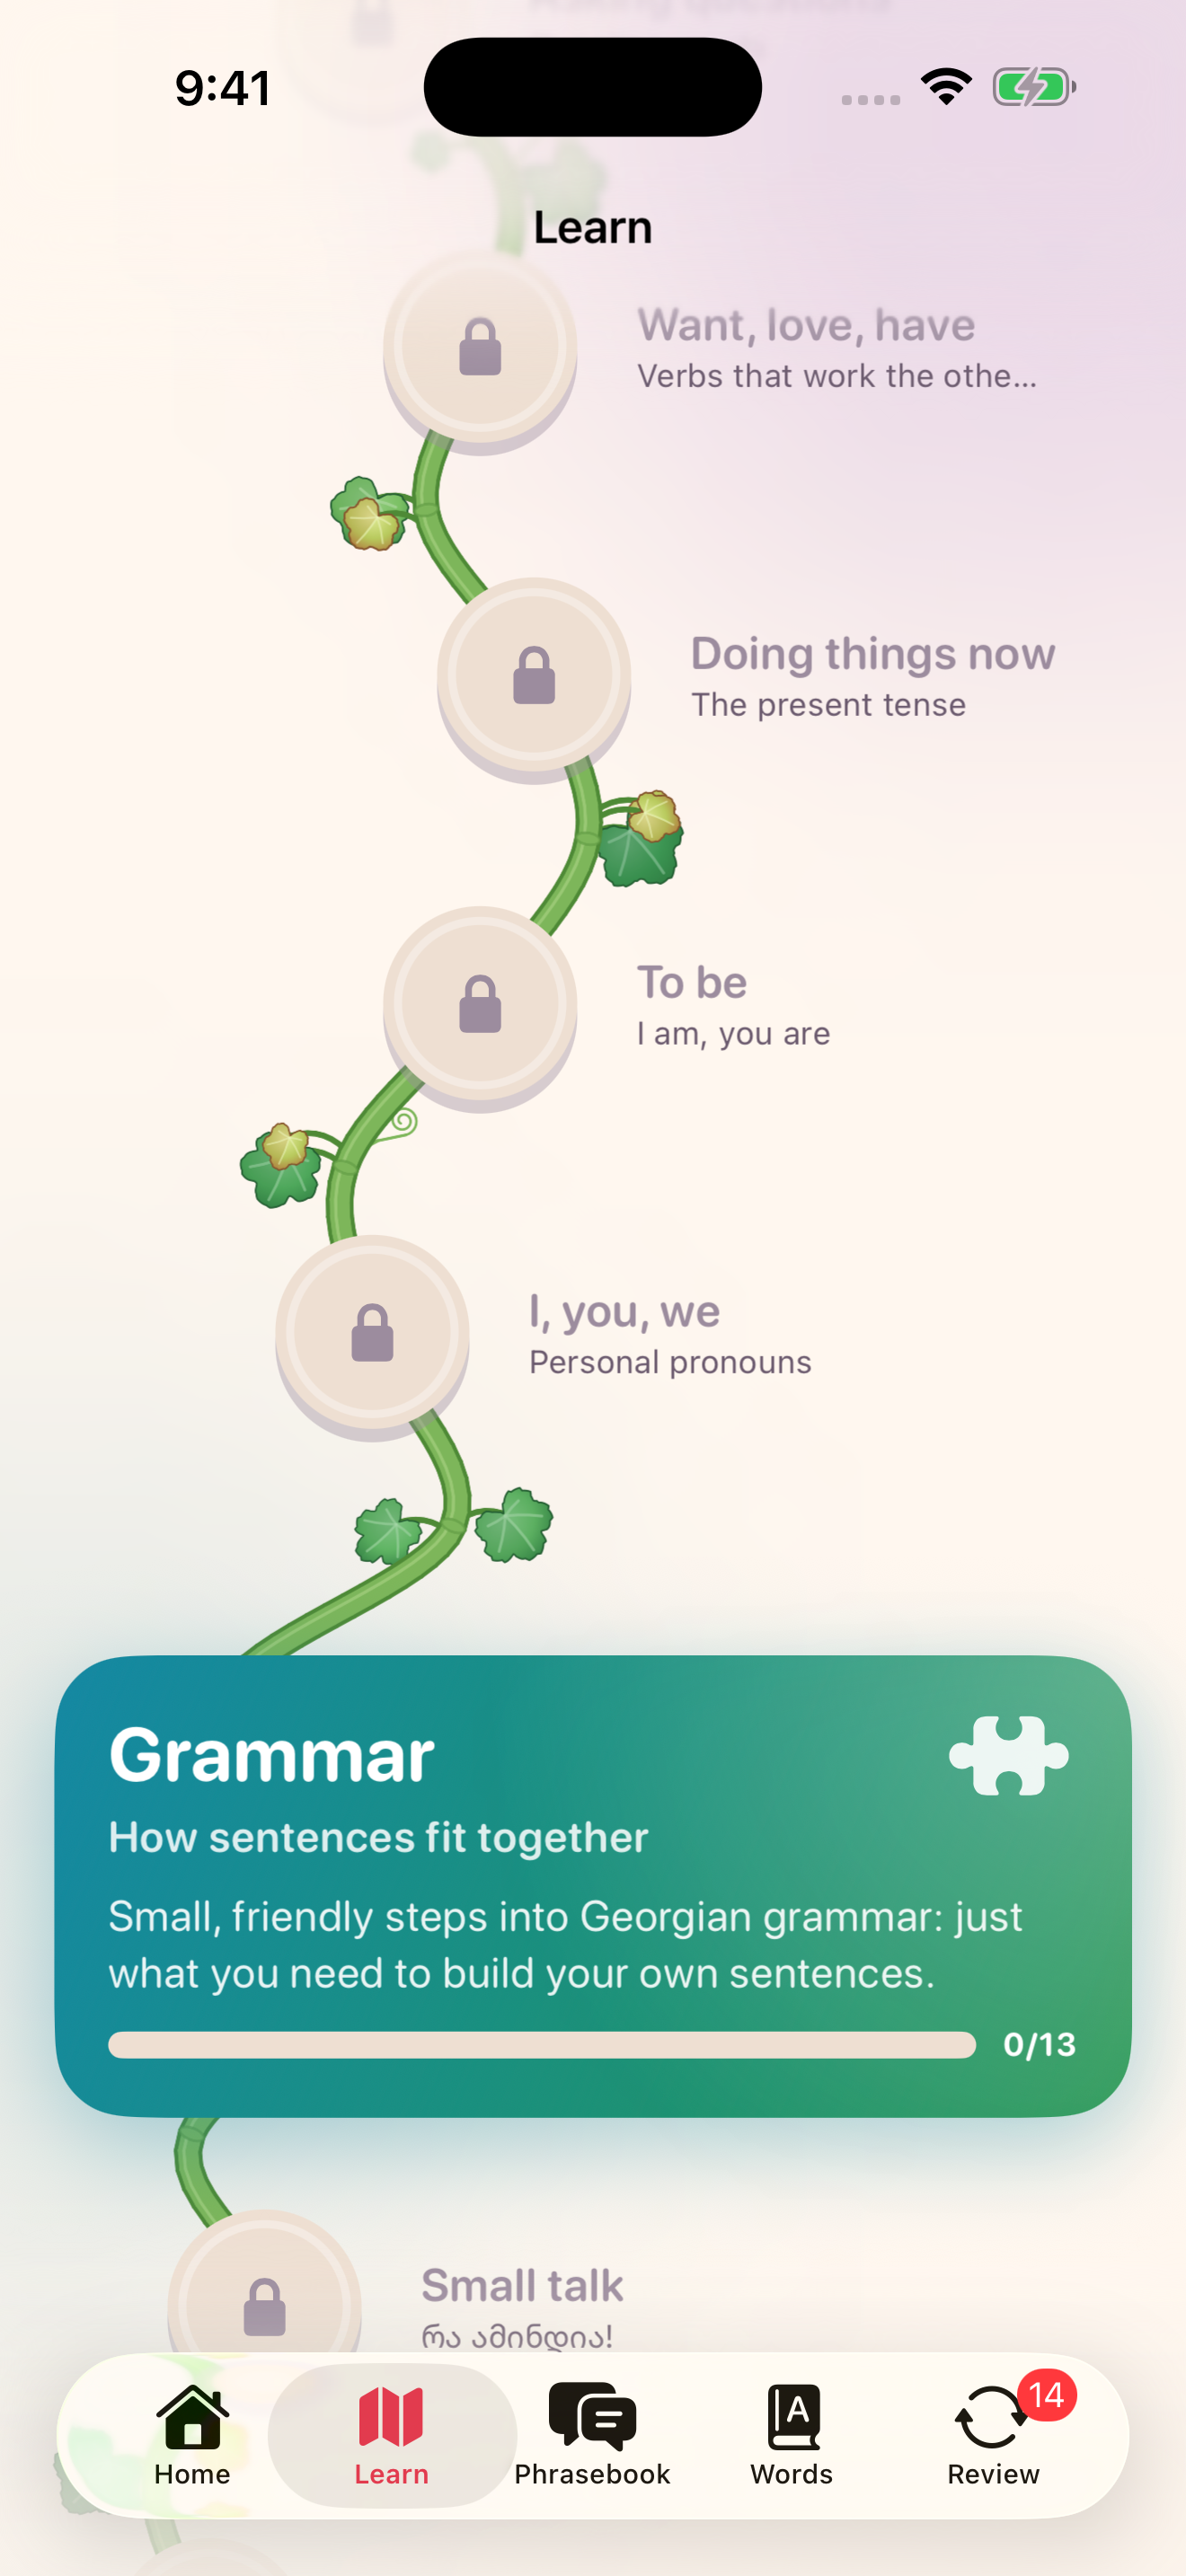 9:41
Learn
Want, love, have
Verbs that work the othe...
Doing things now
The present tense
To be
I am, you are
I, you, we
Personal pronouns
Grammar
How sentences fit together
Small, friendly steps into Georgian grammar: just
what you need to build your own sentences.
0/13
Small talk
რა ამინდია!
Home
Learn
Phrasebook
A
Words
14
Review